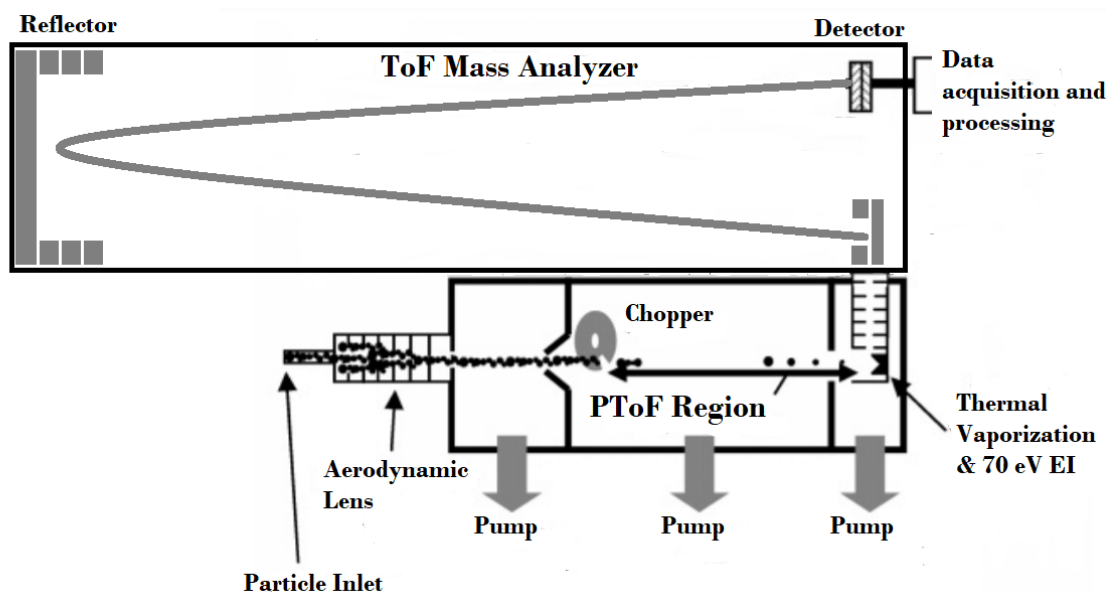 Reflector
Detector
ToF Mass Analyzer
Data
acquisition and
processing
Chopper
PToF Region
Thermal
Vaporization
& 70 eV EI
Aerodynamic
Lens
Pump
Pump
Pump
Particle Inlet